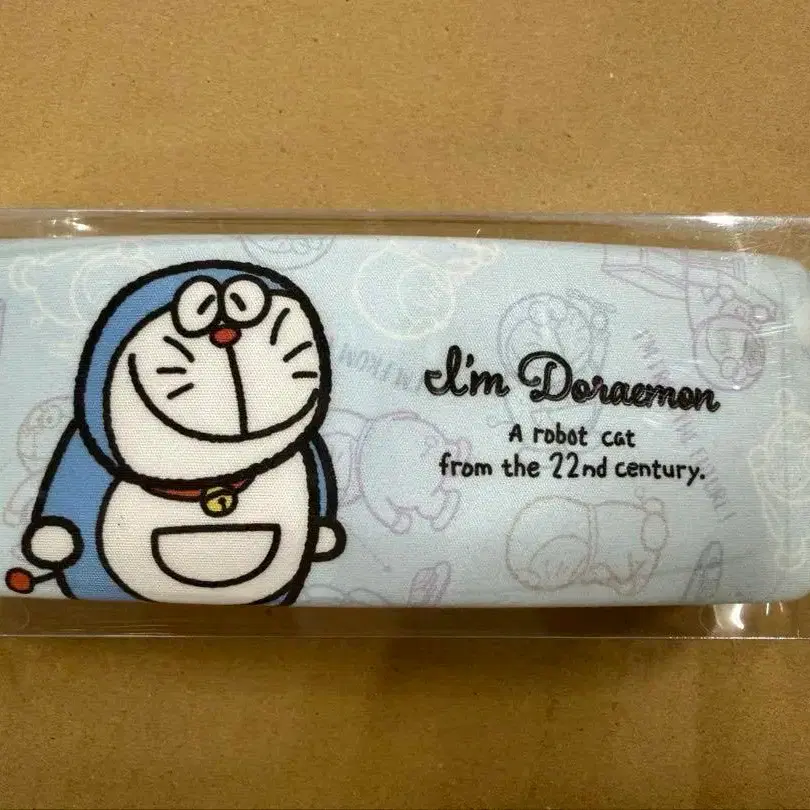 I'm Doraemon
A robot cat
from the 22nd century.